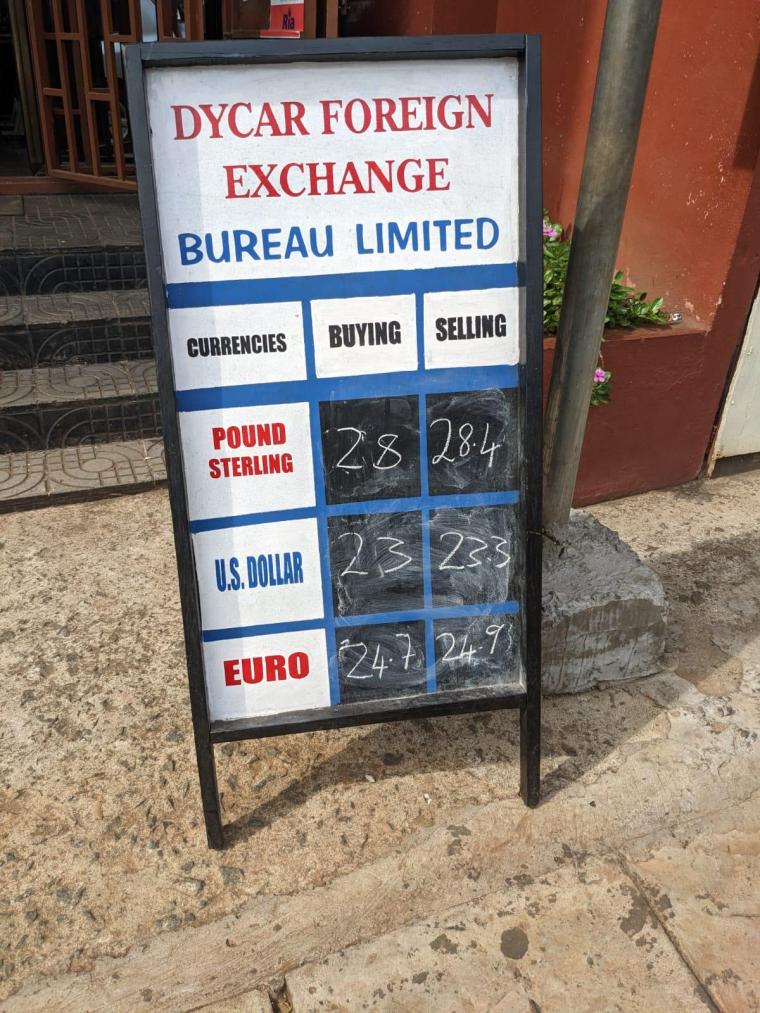 Ria
DYCAR FOREIGN
EXCHANGE
BUREAU LIMITED
CURRENCIES BUYING SELLING
POUND
STERLING 28 28.4
U.S. DOLLAR 23 23.3
EURO 24.7 24.9